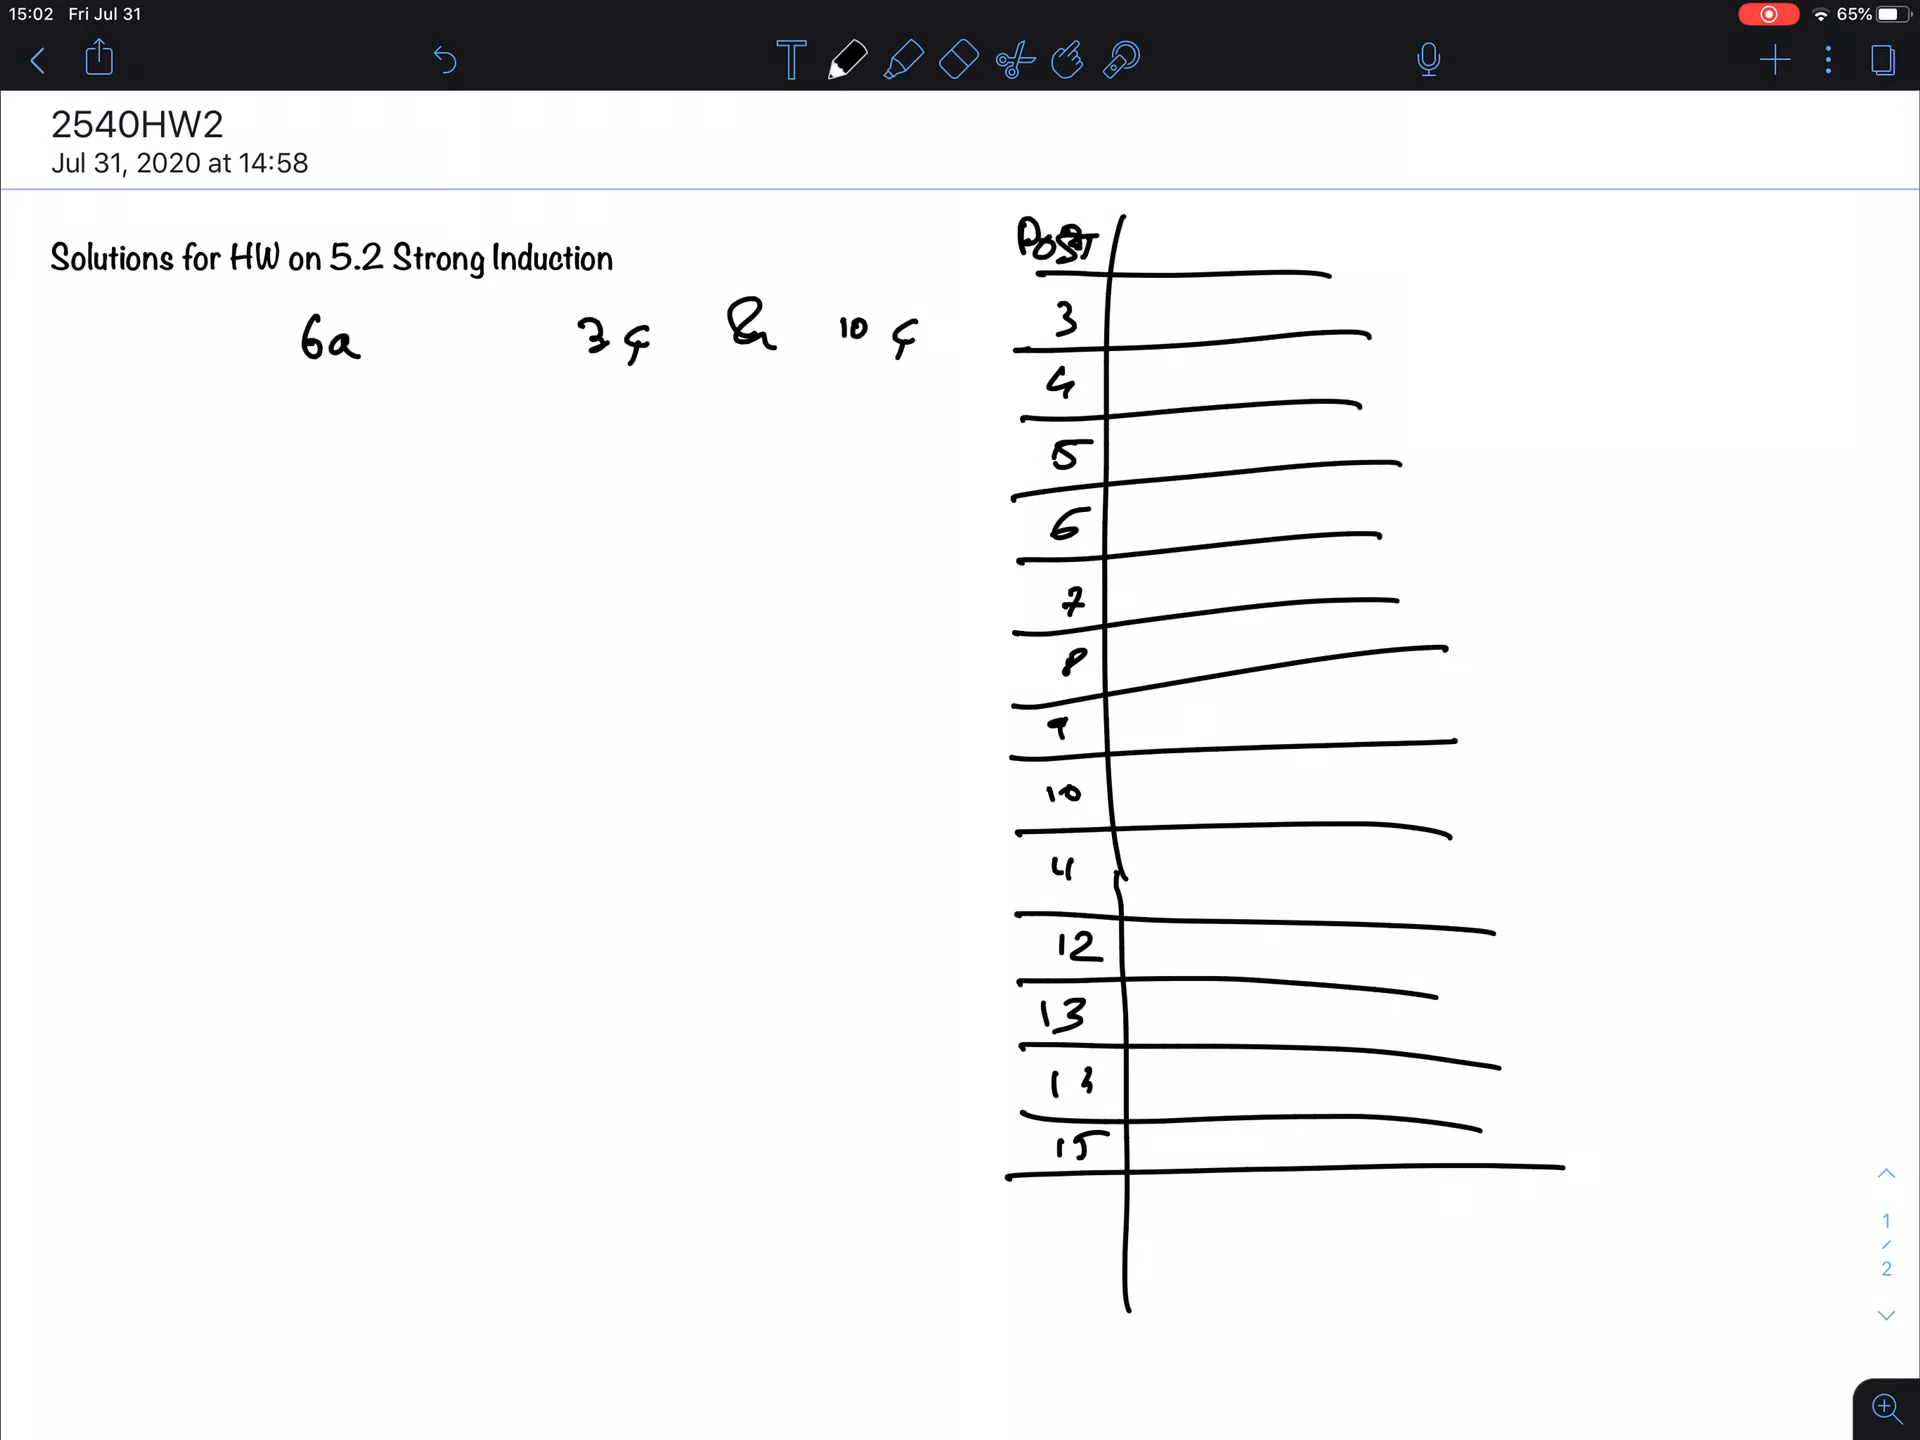 15:02 Fri Jul 31
65%
2540HW2
Jul 31, 2020 at 14:58
Solutions for HW on 5.2 Strong Induction
6a 3¢ & 10¢
Post
3
4
5
6
7
8
9
10
11
12
13
14
15
1
/
2